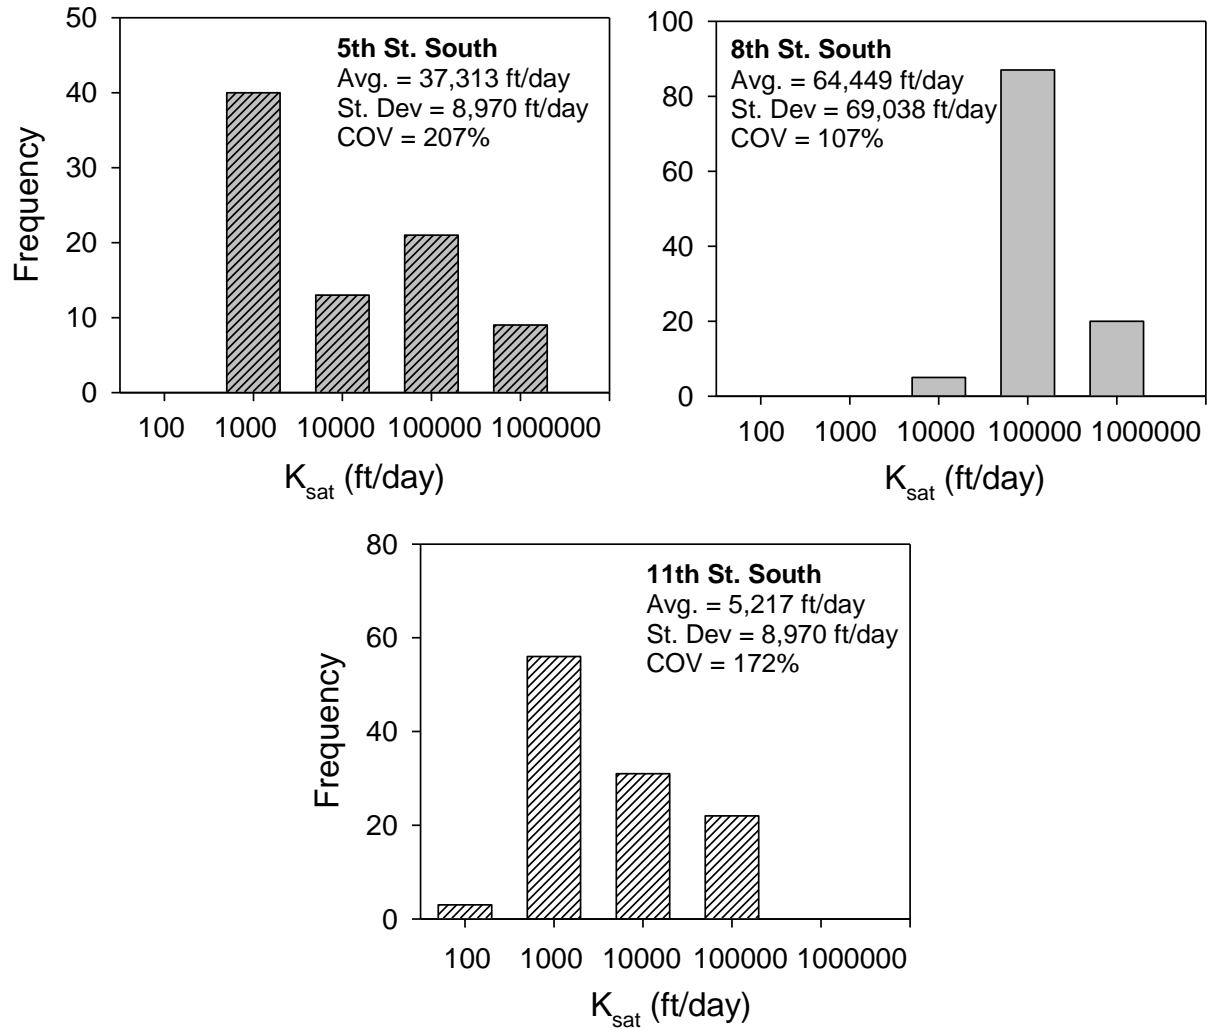 5th St. South
Avg. = 37,313 ft/day
St. Dev = 8,970 ft/day
COV = 207%
Frequency
50
40
30
20
10
0
100 1000 10000 100000 1000000
Ksat (ft/day)
8th St. South
Avg. = 64,449 ft/day
St. Dev = 69,038 ft/day
COV = 107%
100
80
60
40
20
0
100 1000 10000 100000 1000000
Ksat (ft/day)
11th St. South
Avg. = 5,217 ft/day
St. Dev = 8,970 ft/day
COV = 172%
Frequency
80
60
40
20
0
100 1000 10000 100000 1000000
Ksat (ft/day)